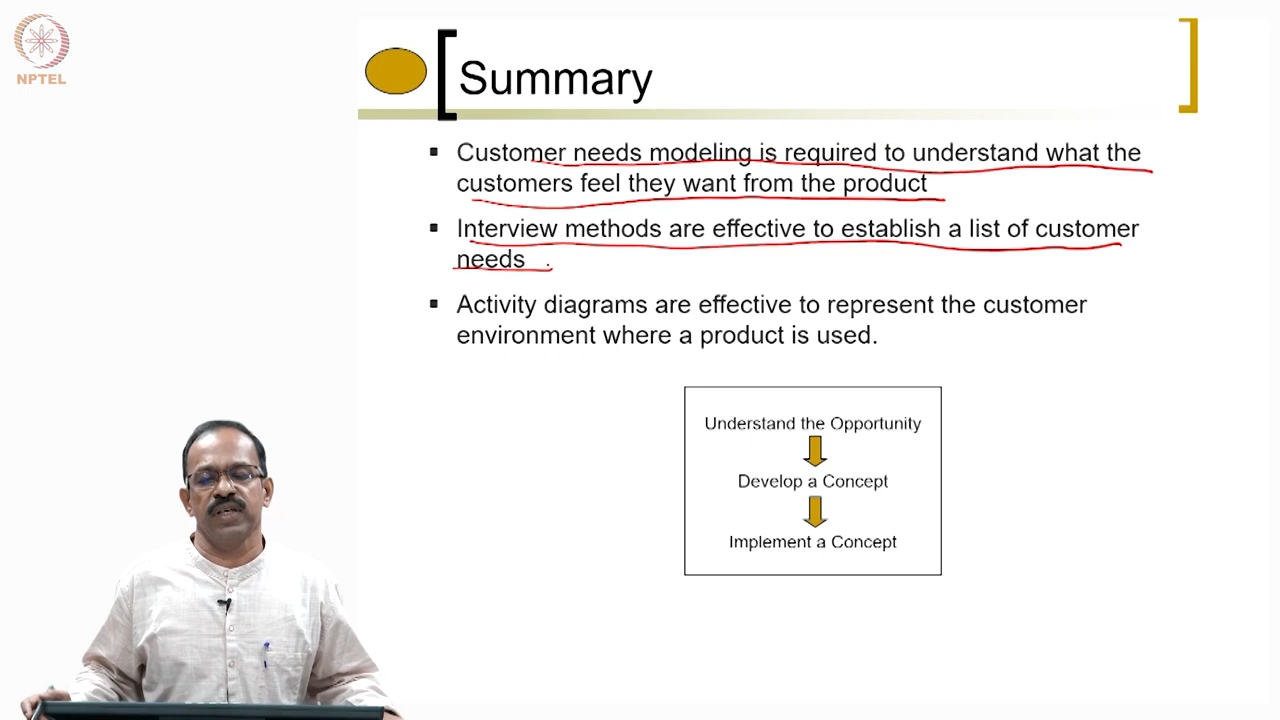 NPTEL
Summary
Customer needs modeling is required to understand what the
customers feel they want from the product
Interview methods are effective to establish a list of customer
needs
Activity diagrams are effective to represent the customer
environment where a product is used.
Understand the Opportunity
Develop a Concept
Implement a Concept